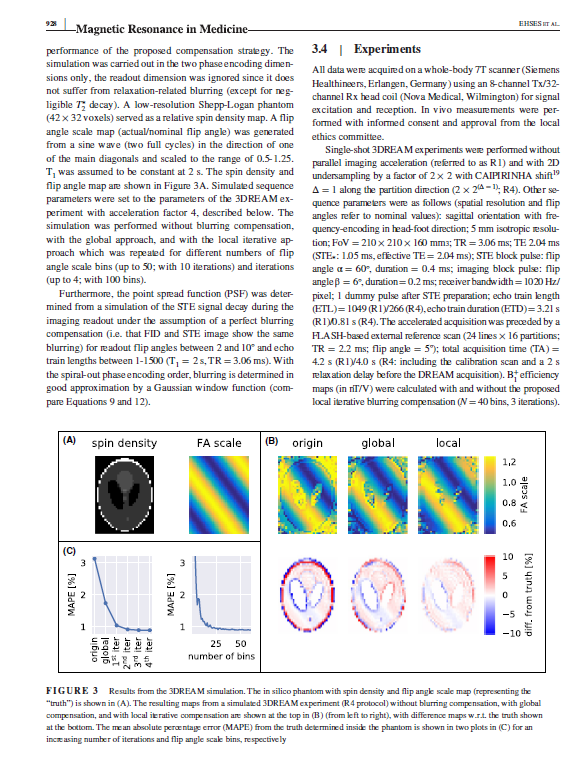 928
Magnetic Resonance in Medicine
EHSES ET AL.
performance of the proposed compensation strategy. The
simulation was carried out in the two phase encoding dimen-
sions only, the readout dimension was ignored since it does
not suffer from relaxation-related blurring (except for neg-
ligible T2* decay). A low-resolution Shepp-Logan phantom
(42 × 32 voxels) served as a relative spin density map. A flip
angle scale map (actual/nominal flip angle) was generated
from a sine wave (two full cycles) in the direction of one
of the main diagonals and scaled to the range of 0.5-1.25.
T1 was assumed to be constant at 2 s. The spin density and
flip angle map are shown in Figure 3A. Simulated sequence
parameters were set to the parameters of the 3DREAM ex-
periment with acceleration factor 4, described below. The
simulation was performed without blurring compensation,
with the global approach, and with the local iterative ap-
proach which was repeated for different numbers of flip
angle scale bins (up to 50; with 10 iterations) and iterations
(up to 4; with 100 bins).
Furthermore, the point spread function (PSF) was deter-
mined from a simulation of the STE signal decay during the
imaging readout under the assumption of a perfect blurring
compensation (i.e. that FID and STE image show the same
blurring) for readout flip angles between 2 and 10° and echo
train lengths between 1-1500 (T1 = 2 s, TR = 3.06 ms). With
the spiral-out phase encoding order, blurring is determined in
good approximation by a Gaussian window function (com-
pare Equations 9 and 12).
3.4 | Experiments
All data were acquired on a whole-body 7T scanner (Siemens
Healthineers, Erlangen, Germany) using an 8-channel Tx/32-
channel Rx head coil (Nova Medical, Wilmington) for signal
excitation and reception. In vivo measurements were per-
formed with informed consent and approval from the local
ethics committee.
Single-shot 3DREAM experiments were performed without
parallel imaging acceleration (referred to as R1) and with 2D
undersampling by a factor of 2 × 2 with CAIPIRINHA shift19
Δ = 1 along the partition direction (2 × 2(Δ = 1); R4). Other se-
quence parameters were as follows (spatial resolution and flip
angles refer to nominal values): sagittal orientation with fre-
quency-encoding in head-foot direction; 5 mm isotropic resolu-
tion; FoV = 210 × 210 × 160 mms; TR = 3.06 ms; TE 2.04 ms
(STE*: 1.05 ms, effective TE = 2.04 ms); STE block pulse: flip
angle α = 60°, duration = 0.4 ms; imaging block pulse: flip
angle β = 6°, duration = 0.2 ms; receiver bandwidth = 1020 Hz/
pixel; 1 dummy pulse after STE preparation; echo train length
(ETL) = 1049 (R1)/266 (R4), echo train duration (ETD) = 3.21 s
(R1)/0.81 s (R4). The accelerated acquisition was preceded by a
FLASH-based external reference scan (24 lines × 16 partitions;
TR = 2.2 ms; flip angle = 5°); total acquisition time (TA) =
4.2 s (R1)/4.0 s (R4: including the calibration scan and a 2 s
relaxation delay before the DREAM acquisition). B1+ efficiency
maps (in nT/V) were calculated with and without the proposed
local iterative blurring compensation (N = 40 bins, 3 iterations).
(A) spin density FA scale
(B) origin global local
1.2
1.0
0.8
0.6
FA scale
(C)
MAPE [%]
3
2
1
origin
global
1st iter
2nd iter
3rd iter
4th iter
MAPE [%]
3
2
1
25 50
number of bins
10
5
0
−5
−10
diff. from truth [%]
FIGURE 3 Results from the 3DREAM simulation. The in silico phantom with spin density and flip angle scale map (representing the
“truth”) is shown in (A). The resulting maps from a simulated 3DREAM experiment (R4 protocol) without blurring compensation, with global
compensation, and with local iterative compensation are shown at the top in (B) (from left to right), with difference maps w.r.t. the truth shown
at the bottom. The mean absolute percentage error (MAPE) from the truth determined inside the phantom is shown in two plots in (C) for an
increasing number of iterations and flip angle scale bins, respectively